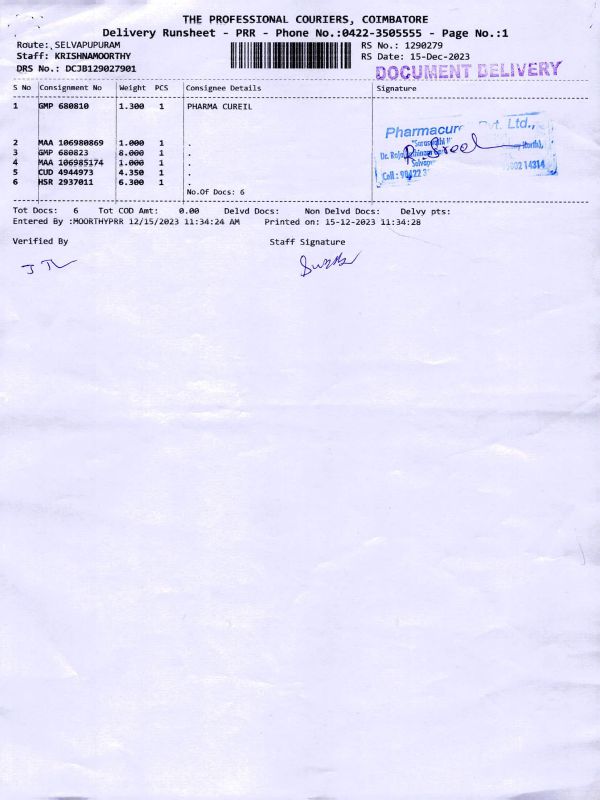 THE PROFESSIONAL COURIERS, COIMBATORE
Delivery Runsheet - PRR - Phone No.:0422-3505555 - Page No.:1
Route: SELVAPUPURAM RS No.: 1290279
Staff: KRISHNAMOORTHY RS Date: 15-Dec-2023
DRS No.: DCJB129027901 DOCUMENT DELIVERY
S No Consignment No Weight PCS Consignee Details Signature
1 GMP 680810 1.300 1 PHARMA CUREIL
Pharmacure Pvt. Ltd.,
2 MAA 106980869 1.000 1 .
3 GMP 680823 8.000 1 .
4 MAA 106985174 1.000 1 .
5 CUD 4944973 4.350 1 .
6 HSR 2937011 6.300 1 .
No.Of Docs: 6
Tot Docs: 6 Tot COD Amt: 0.00 Delvd Docs: Non Delvd Docs: Delvy pts:
Entered By :MOORTHYPRR 12/15/2023 11:34:24 AM Printed on: 15-12-2023 11:34:28
Verified By Staff Signature